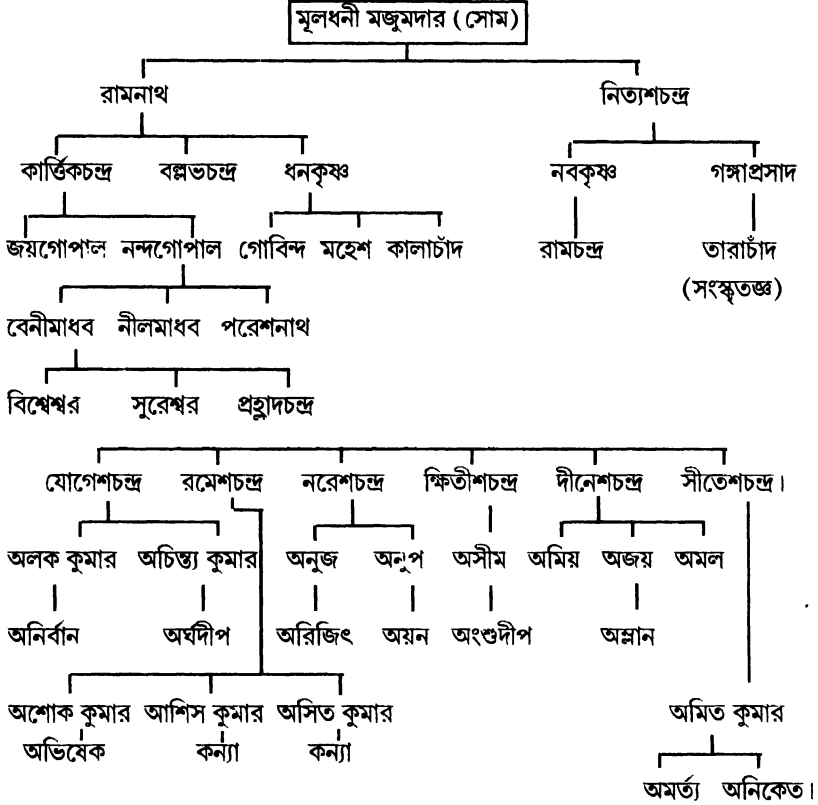 মূলধনী মজুমদার (সোম)
রামনাথ নিত্যশচন্দ্র
কার্ত্তিকচন্দ্র বল্লভচন্দ্র ধনকৃষ্ণ নবকৃষ্ণ গঙ্গাপ্রসাদ
জয়গোপাল নন্দগোপাল গোবিন্দ মহেশ কালাচাঁদ রামচন্দ্র তারাচাঁদ
(সংস্কৃতজ্ঞ)
বেনীমাধব নীলমাধব পরেশনাথ
বিশ্বেশ্বর সুরেশ্বর প্রহ্লাদচন্দ্র
যোগেশচন্দ্র রমেশচন্দ্র নরেশচন্দ্র ক্ষিতীশচন্দ্র দীনেশচন্দ্র সীতেশচন্দ্র।
অলক কুমার অচিন্ত্য কুমার অনুজ অনুপ অসীম অমিয় অজয় অমল
অনির্বান অর্ঘদীপ অরিজিৎ অয়ন অংশুদীপ অম্লান
অশোক কুমার আশিস কুমার অসিত কুমার অমিত কুমার
অভিষেক কন্যা কন্যা
অমর্ত্য অনিকেত।